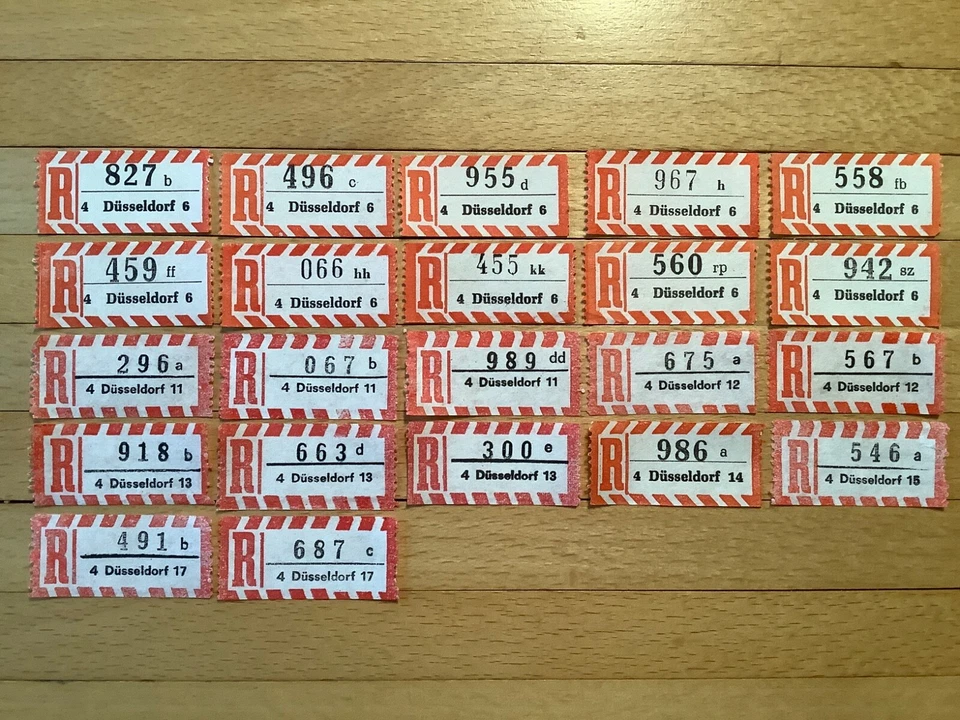 R 827 b
4 Düsseldorf 6
R 496 c
4 Düsseldorf 6
R 955 d
4 Düsseldorf 6
R 967 h
4 Düsseldorf 6
R 558 fb
4 Düsseldorf 6
R 459 ff
4 Düsseldorf 6
R 066 hh
4 Düsseldorf 6
R 455 kk
4 Düsseldorf 6
R 560 rp
4 Düsseldorf 6
R 942 sz
4 Düsseldorf 6
R 296 a
4 Düsseldorf 11
R 067 b
4 Düsseldorf 11
R 989 dd
4 Düsseldorf 11
R 675 a
4 Düsseldorf 12
R 567 b
4 Düsseldorf 12
R 918 b
4 Düsseldorf 13
R 663 d
4 Düsseldorf 13
R 300 e
4 Düsseldorf 13
R 986 a
4 Düsseldorf 14
R 546 a
4 Düsseldorf 15
R 491 b
4 Düsseldorf 17
R 687 c
4 Düsseldorf 17